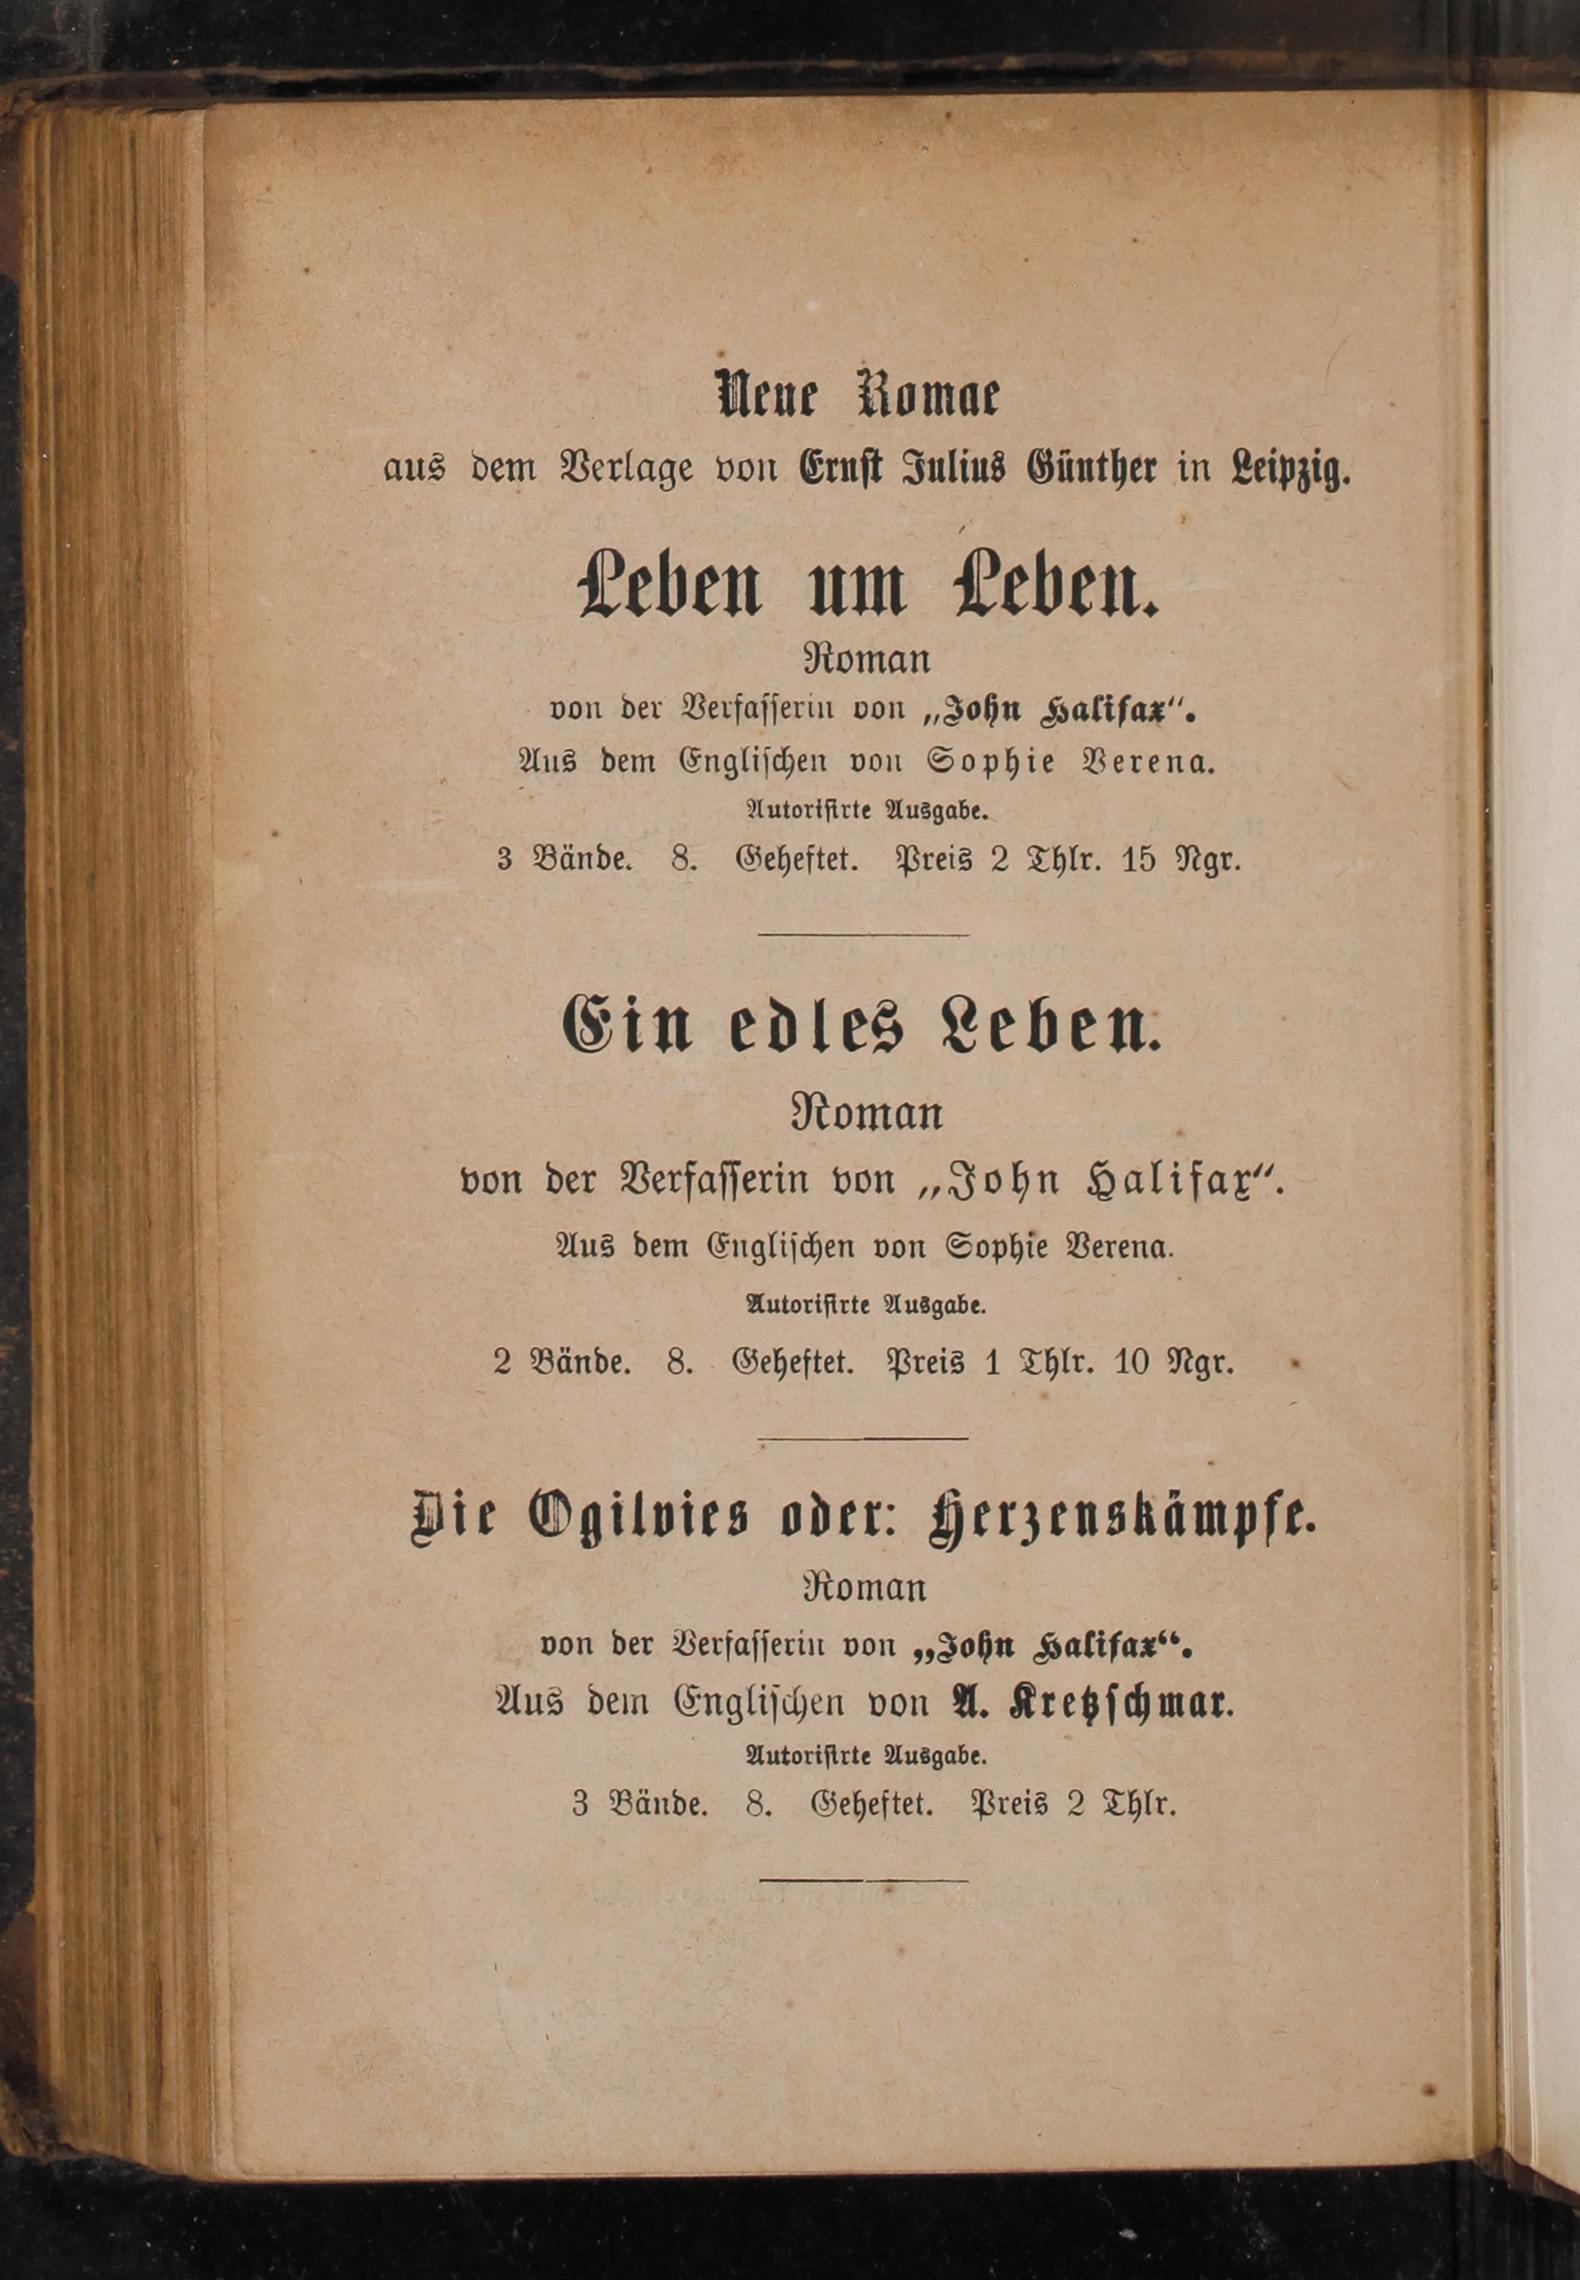 Neue Romae
aus dem Verlage von Ernst Julius Günther in Leipzig.
Leben um Leben.
Roman
von der Verfasserin von „John Halifax“.
Aus dem Englischen von Sophie Verena.
Autorisirte Ausgabe.
3 Bände. 8. Geheftet. Preis 2 Thlr. 15 Ngr.
Ein edles Leben.
Roman
von der Verfasserin von „John Halifax“.
Aus dem Englischen von Sophie Verena.
Autorisirte Ausgabe.
2 Bände. 8. Geheftet. Preis 1 Thlr. 10 Ngr.
Die Ogilvies oder: Herzenskämpfe.
Roman
von der Verfasserin von „John Halifax“.
Aus dem Englischen von A. Kretzschmar.
Autorisirte Ausgabe.
3 Bände. 8. Geheftet. Preis 2 Thlr.